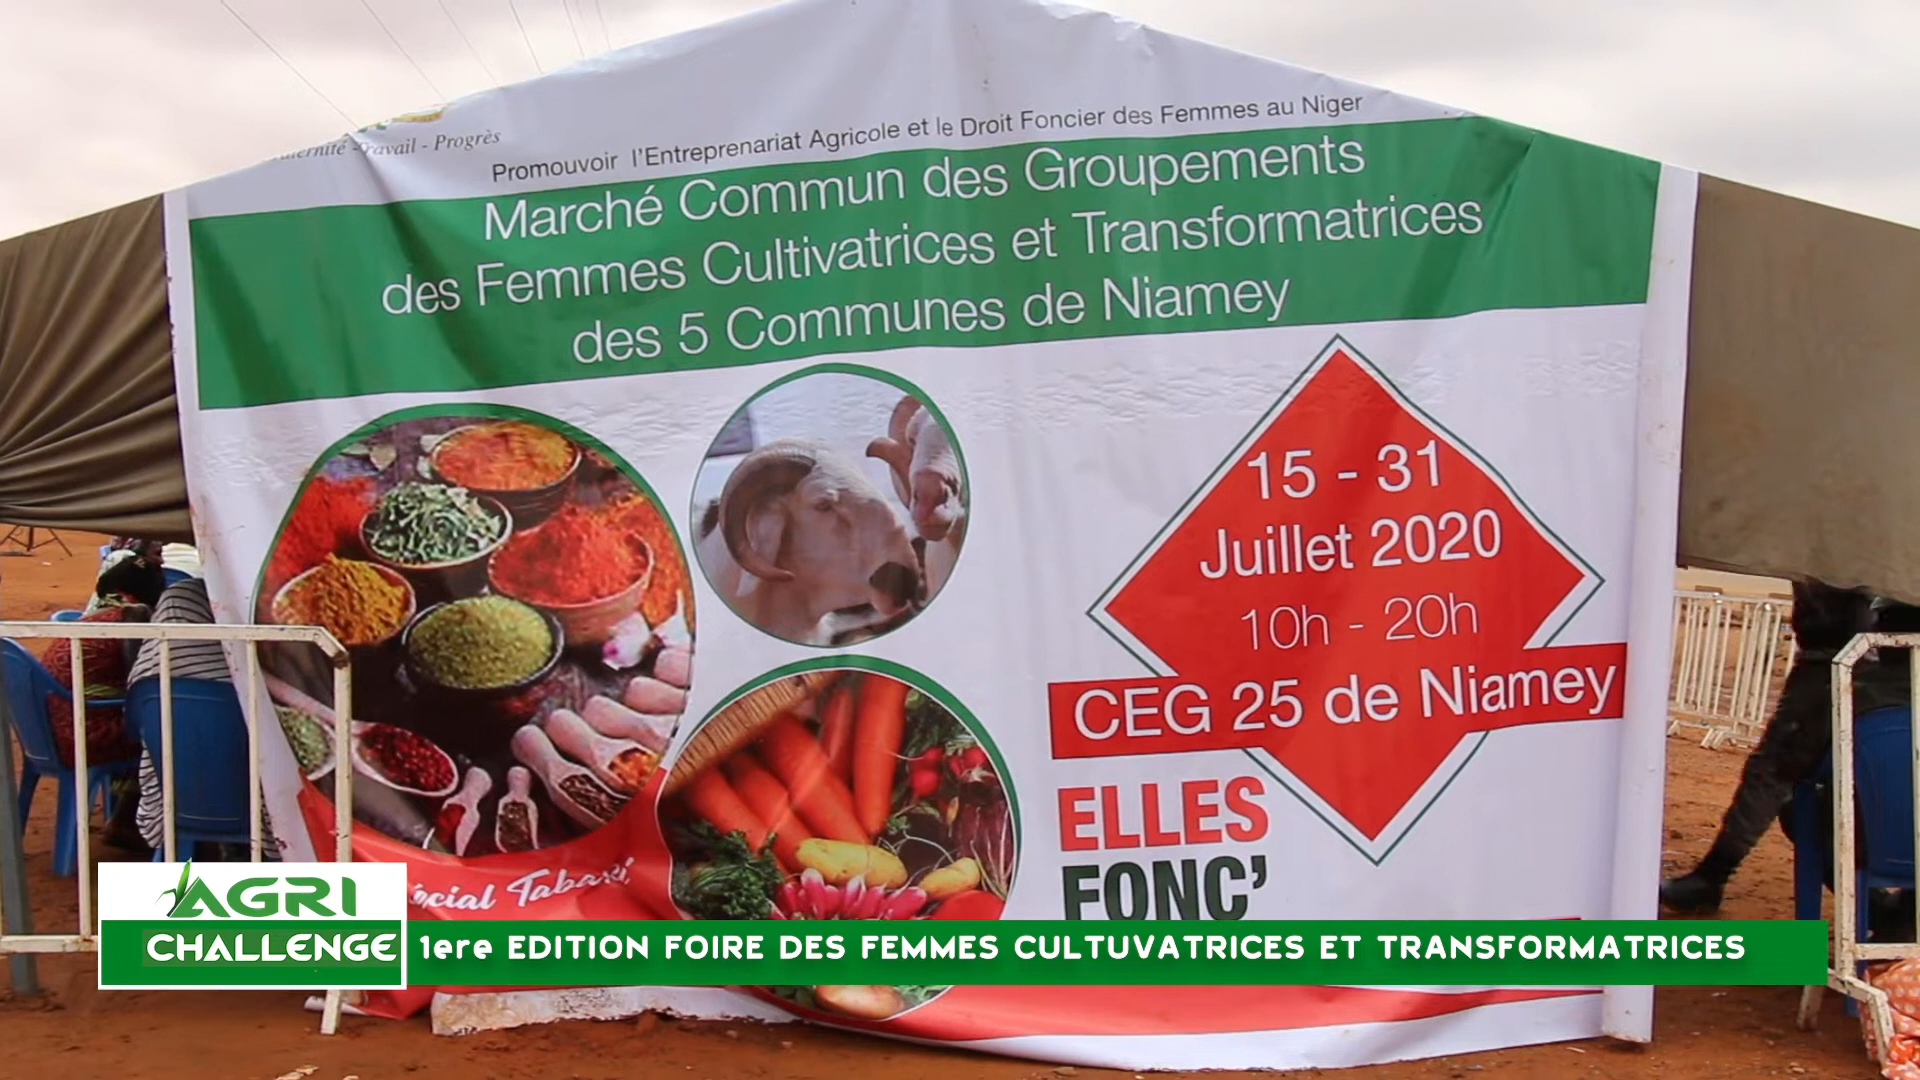 Travail - Progrès
Promouvoir l'Entreprenariat Agricole et le Droit Foncier des Femmes au Niger
Marché Commun des Groupements
des Femmes Cultivatrices et Transformatrices
des 5 Communes de Niamey
15 - 31
Juillet 2020
10h - 20h
CEG 25 de Niamey
ELLES
FONC'
Tabaski
AGRI
CHALLENGE
1ere EDITION FOIRE DES FEMMES CULTUVATRICES ET TRANSFORMATRICES